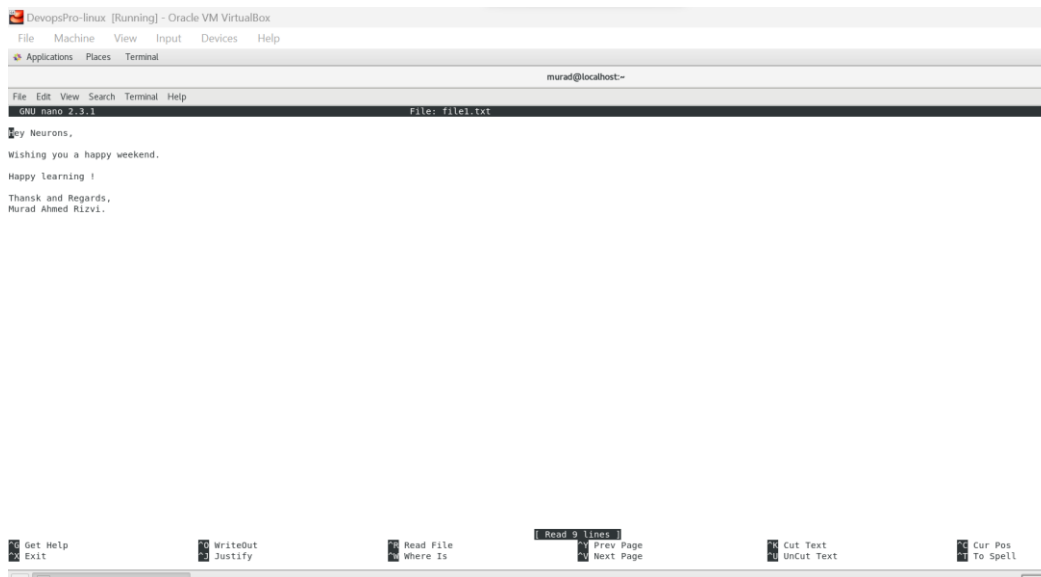 DevopsPro-linux [Running] - Oracle VM VirtualBox
File Machine View Input Devices Help
Applications Places Terminal
murad@localhost:~
File Edit View Search Terminal Help
GNU nano 2.3.1 File: file1.txt
Hey Neurons,
Wishing you a happy weekend.
Happy learning !
Thansk and Regards,
Murad Ahmed Rizvi.
[ Read 9 lines ]
^G Get Help ^O WriteOut ^R Read File ^Y Prev Page ^K Cut Text ^C Cur Pos
^X Exit ^J Justify ^W Where Is ^V Next Page ^U UnCut Text ^T To Spell